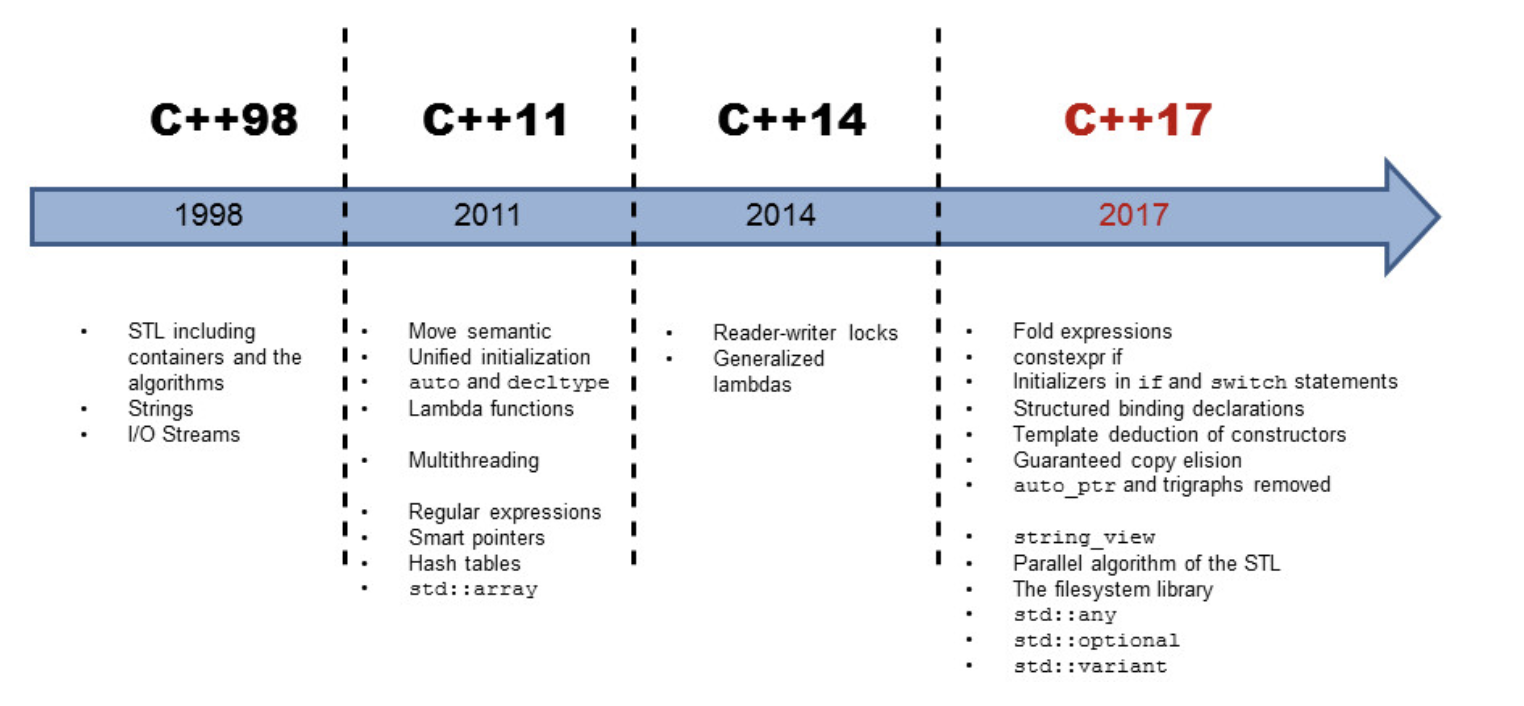 C++98
C++11
C++14
C++17
1998
2011
2014
2017
• STL including
containers and the
algorithms
• Strings
• I/O Streams
• Move semantic
• Unified initialization
• auto and decltype
• Lambda functions
• Multithreading
• Regular expressions
• Smart pointers
• Hash tables
• std::array
• Reader-writer locks
• Generalized
lambdas
• Fold expressions
• constexpr if
• Initializers in if and switch statements
• Structured binding declarations
• Template deduction of constructors
• Guaranteed copy elision
• auto_ptr and trigraphs removed
• string_view
• Parallel algorithm of the STL
• The filesystem library
• std::any
• std::optional
• std::variant